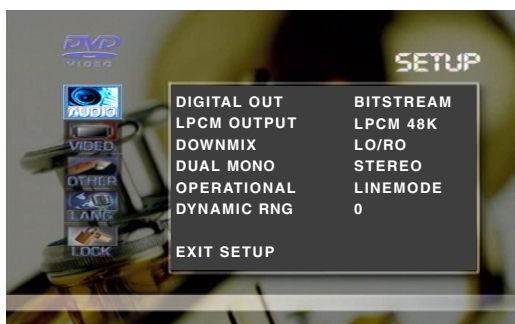 DVD
VIDEO
SETUP
AUDIO
VIDEO
OTHER
LANG
LOCK
DIGITAL OUT BITSTREAM
LPCM OUTPUT LPCM 48K
DOWNMIX LO/RO
DUAL MONO STEREO
OPERATIONAL LINEMODE
DYNAMIC RNG 0
EXIT SETUP